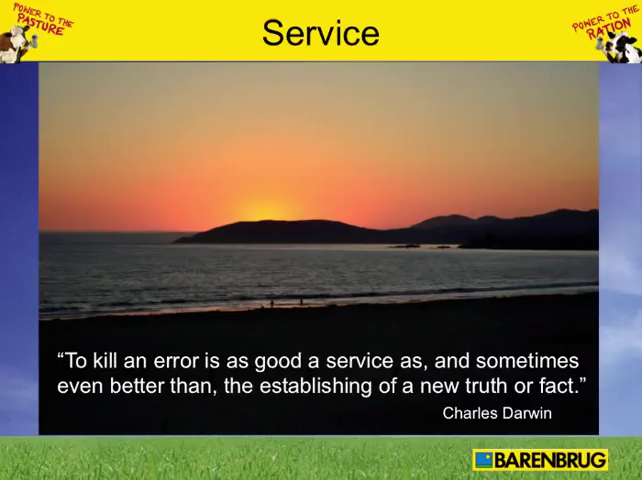 POWER TO THE
PASTURE
Service
POWER TO THE
RATION
“To kill an error is as good a service as, and sometimes
even better than, the establishing of a new truth or fact.”
Charles Darwin
BARENBRUG